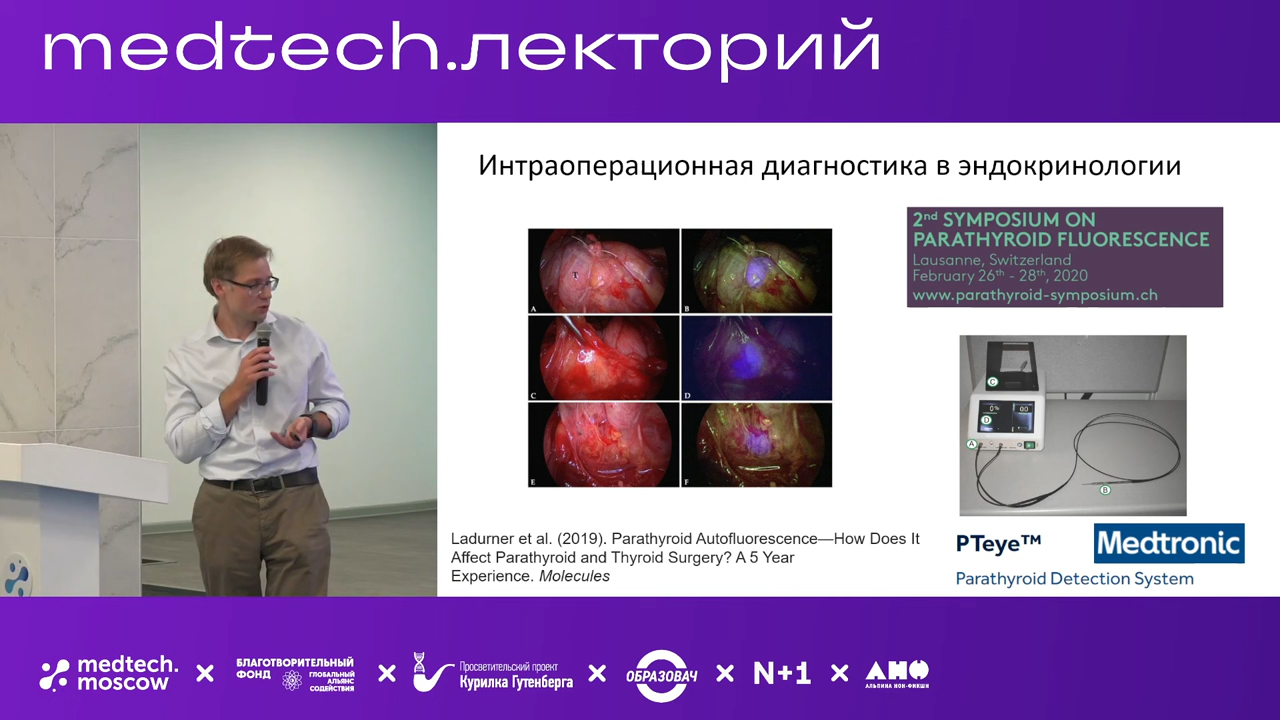 medtech.лекторий
Интраоперационная диагностика в эндокринологии
2nd SYMPOSIUM ON
PARATHYROID FLUORESCENCE
Lausanne, Switzerland
February 26th - 28th, 2020
www.parathyroid-symposium.ch
T
A
B
C
D
E
F
C
0%
0.0
D
A
B
Ladurner et al. (2019). Parathyroid Autofluorescence—How Does It
Affect Parathyroid and Thyroid Surgery? A 5 Year
Experience. Molecules
PTeye™
Medtronic
Parathyroid Detection System
medtech.
moscow
×
БЛАГОТВОРИТЕЛЬНЫЙ
ФОНД
ГЛОБАЛЬНЫЙ
АЛЬЯНС
СОДЕЙСТВИЯ
×
Просветительский проект
Курилка Гутенберга
×
ОБРАЗОВАЧ
×
N+1
×
АНФ
АЛЬПИНА НОН-ФИКШН